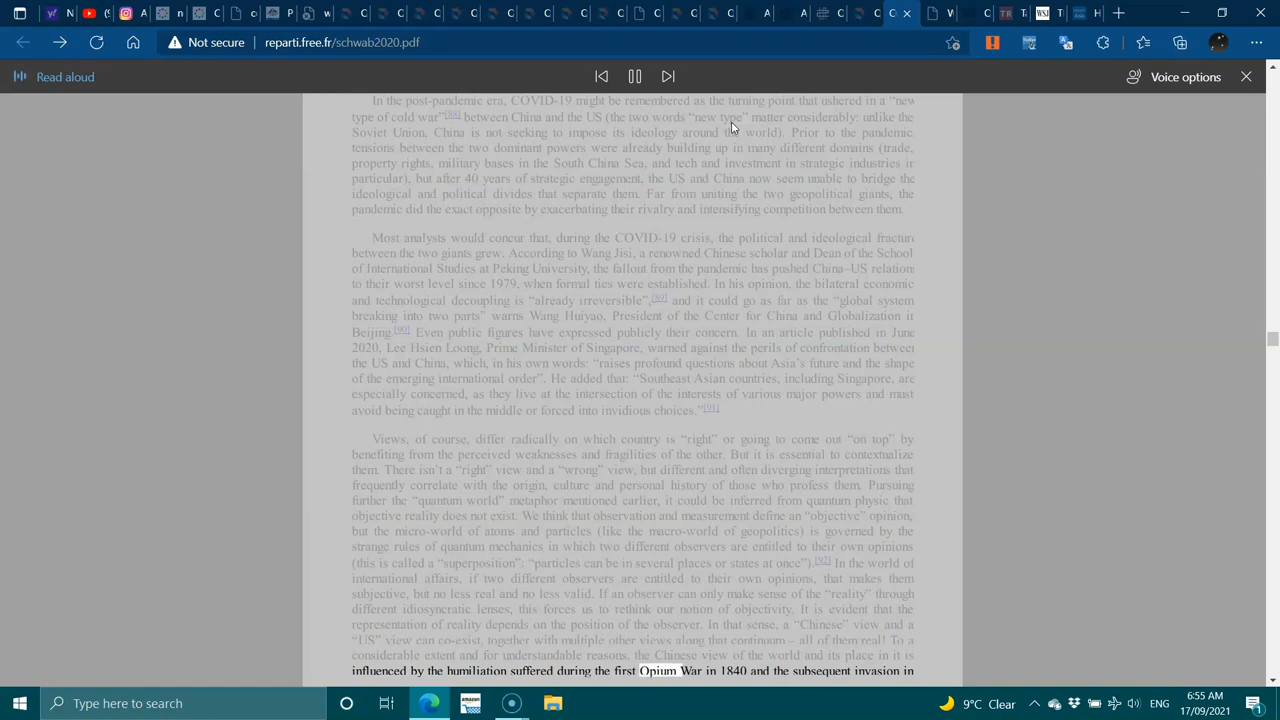 Not secure
reparti.free.fr/schwab2020.pdf
Read aloud
Voice options
In the post-pandemic era, COVID-19 might be remembered as the turning point that ushered in a “new
type of cold war”[88] between China and the US (the two words “new type” matter considerably: unlike the
Soviet Union, China is not seeking to impose its ideology around the world). Prior to the pandemic,
tensions between the two dominant powers were already building up in many different domains (trade,
property rights, military bases in the South China Sea, and tech and investment in strategic industries in
particular), but after 40 years of strategic engagement, the US and China now seem unable to bridge the
ideological and political divides that separate them. Far from uniting the two geopolitical giants, the
pandemic did the exact opposite by exacerbating their rivalry and intensifying competition between them.
Most analysts would concur that, during the COVID-19 crisis, the political and ideological fracture
between the two giants grew. According to Wang Jisi, a renowned Chinese scholar and Dean of the School
of International Studies at Peking University, the fallout from the pandemic has pushed China–US relations
to their worst level since 1979, when formal ties were established. In his opinion, the bilateral economic
and technological decoupling is “already irreversible”,[89] and it could go as far as the “global system
breaking into two parts” warns Wang Huiyao, President of the Center for China and Globalization in
Beijing.[90] Even public figures have expressed publicly their concern. In an article published in June
2020, Lee Hsien Loong, Prime Minister of Singapore, warned against the perils of confrontation between
the US and China, which, in his own words: “raises profound questions about Asia’s future and the shape
of the emerging international order”. He added that: “Southeast Asian countries, including Singapore, are
especially concerned, as they live at the intersection of the interests of various major powers and must
avoid being caught in the middle or forced into invidious choices.”[91]
Views, of course, differ radically on which country is “right” or going to come out “on top” by
benefiting from the perceived weaknesses and fragilities of the other. But it is essential to contextualize
them. There isn’t a “right” view and a “wrong” view, but different and often diverging interpretations that
frequently correlate with the origin, culture and personal history of those who profess them. Pursuing
further the “quantum world” metaphor mentioned earlier, it could be inferred from quantum physic that
objective reality does not exist. We think that observation and measurement define an “objective” opinion,
but the micro-world of atoms and particles (like the macro-world of geopolitics) is governed by the
strange rules of quantum mechanics in which two different observers are entitled to their own opinions
(this is called a “superposition”: “particles can be in several places or states at once”).[92] In the world of
international affairs, if two different observers are entitled to their own opinions, that makes them
subjective, but no less real and no less valid. If an observer can only make sense of the “reality” through
different idiosyncratic lenses, this forces us to rethink our notion of objectivity. It is evident that the
representation of reality depends on the position of the observer. In that sense, a “Chinese” view and a
“US” view can co-exist, together with multiple other views along that continuum – all of them real! To a
considerable extent and for understandable reasons, the Chinese view of the world and its place in it is
influenced by the humiliation suffered during the first Opium War in 1840 and the subsequent invasion in
Type here to search
amazon
9°C Clear
ENG
6:55 AM
17/09/2021